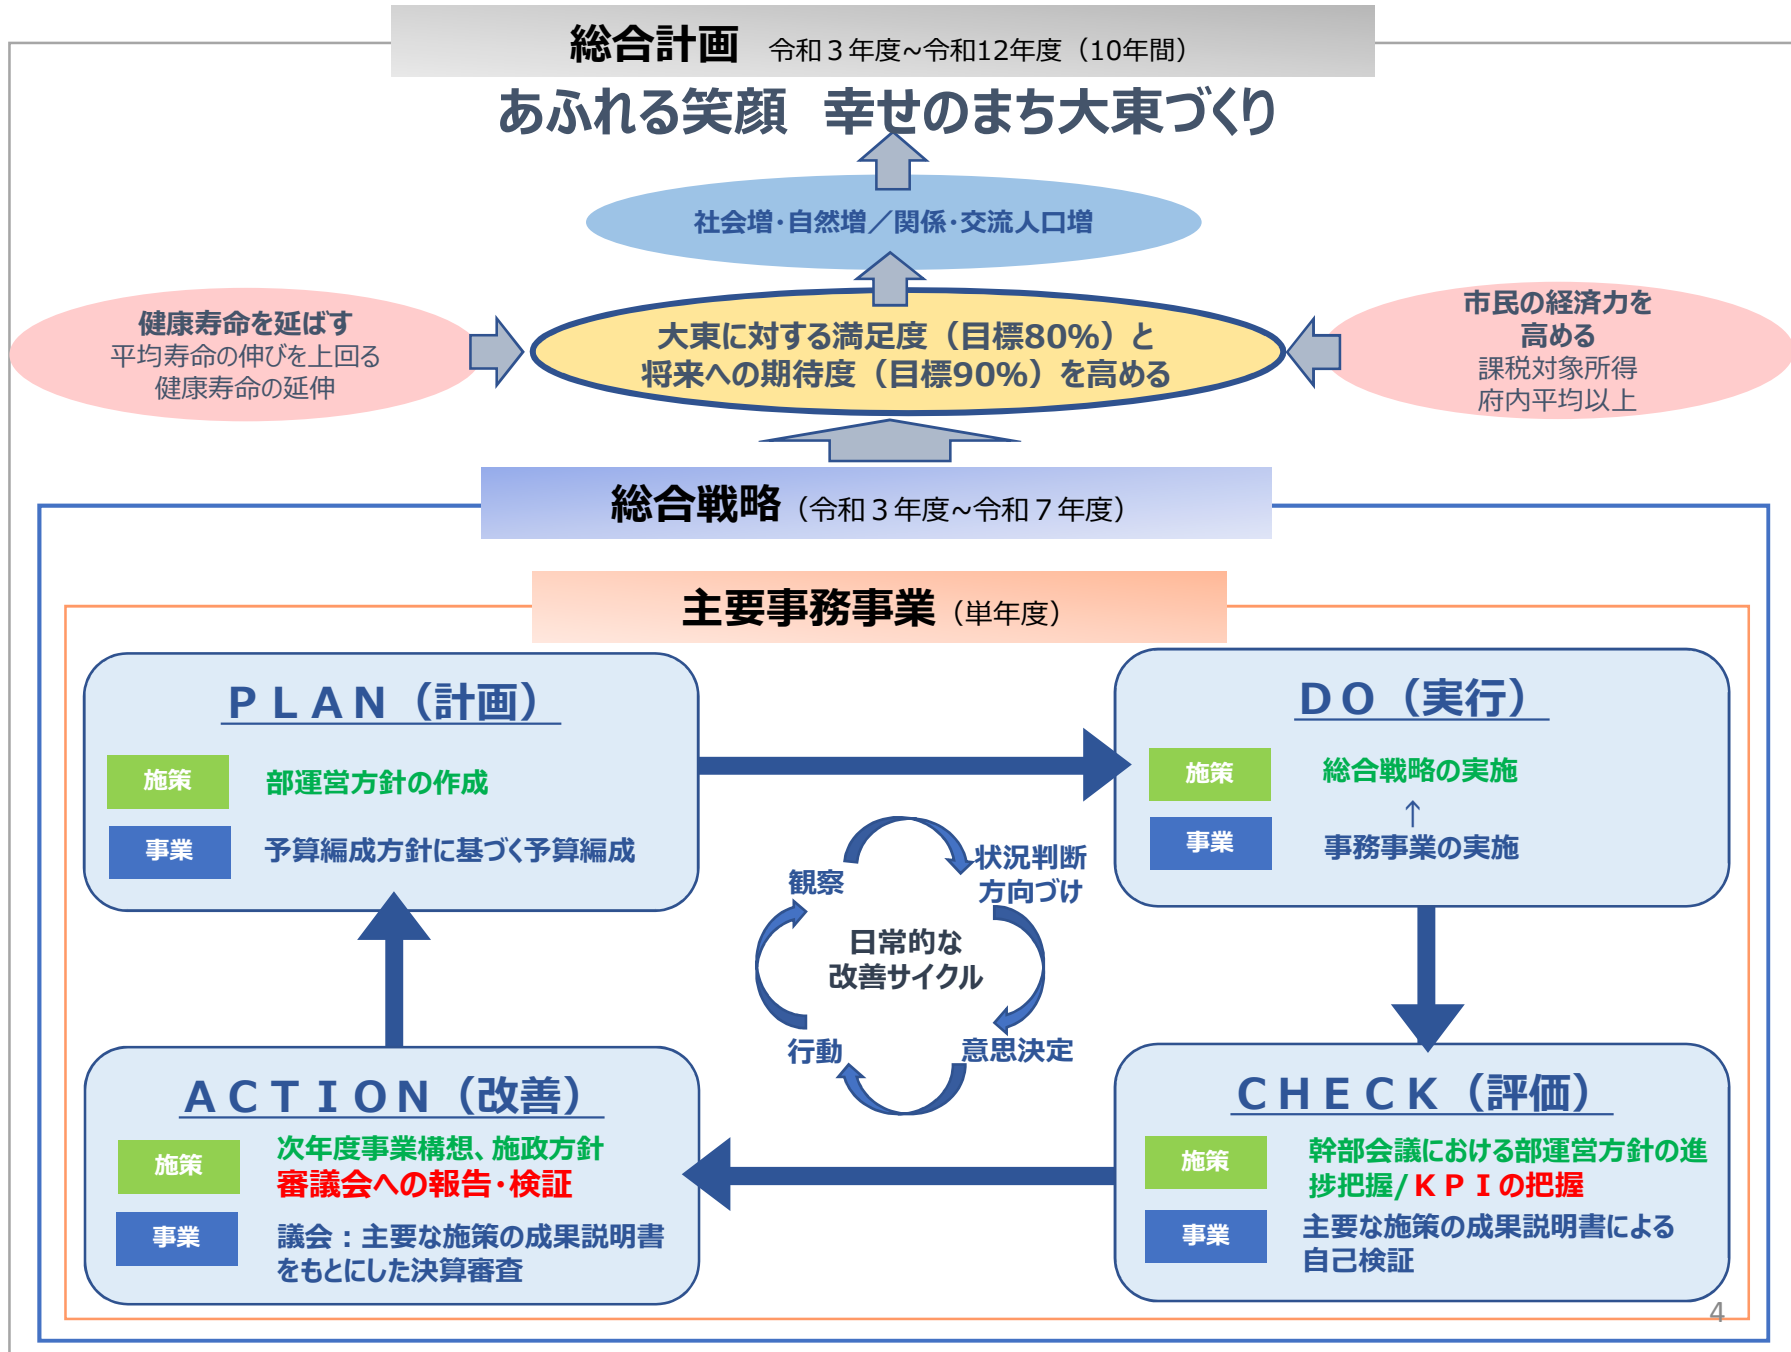 総合計画 令和３年度~令和12年度（10年間）
あふれる笑顔　幸せのまち大東づくり
社会増･自然増／関係･交流人口増
健康寿命を延ばす
平均寿命の伸びを上回る
健康寿命の延伸
大東に対する満足度（目標80%）と
将来への期待度（目標90%）を高める
市民の経済力を
高める
課税対象所得
府内平均以上
総合戦略（令和３年度~令和７年度）
主要事務事業（単年度）
ＰＬＡＮ（計画）
施策 部運営方針の作成
事業 予算編成方針に基づく予算編成
ＤＯ（実行）
施策 総合戦略の実施
↑
事業 事務事業の実施
観察
状況判断
方向づけ
日常的な
改善サイクル
行動
意思決定
ＡＣＴＩＯＮ（改善）
施策 次年度事業構想、施政方針
審議会への報告･検証
事業 議会：主要な施策の成果説明書
をもとにした決算審査
ＣＨＥＣＫ（評価）
施策 幹部会議における部運営方針の進
捗把握/ＫＰＩの把握
事業 主要な施策の成果説明書による
自己検証
4